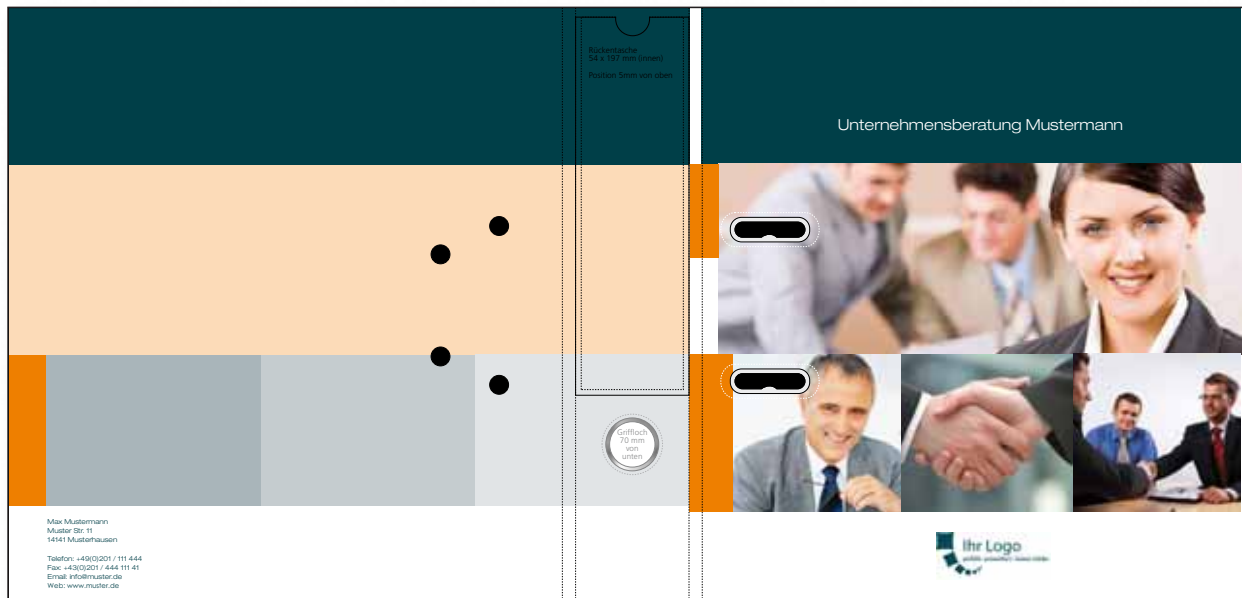 Rückentasche
54 x 197 mm (innen)
Position 5mm von oben
Unternehmensberatung Mustermann
Griffloch
70 mm
von
unten
Max Mustermann
Muster Str. 11
14141 Musterhausen
Telefon: +49(0)201 / 111 444
Fax: +43(0)201 / 444 111 41
Email: info@muster.de
Web: www.muster.de
Ihr Logo